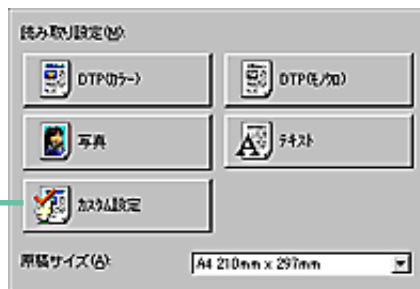 読み取り設定(M):
DTP(カラー)
DTP(モノクロ)
写真
テキスト
カスタム設定
原稿サイズ(A):
A4 210mm x 297mm